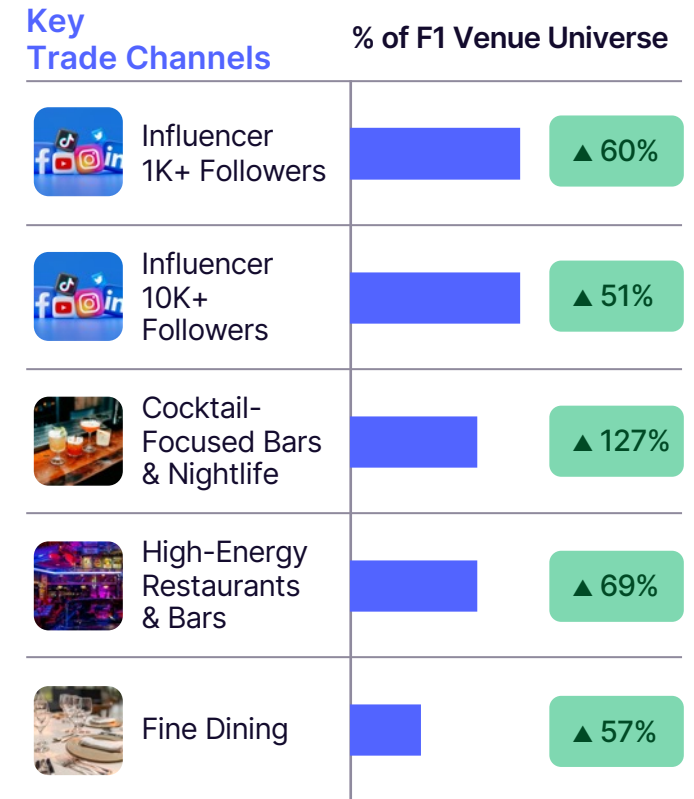 Key
Trade Channels
% of F1 Venue Universe
Influencer
1K+ Followers
▲ 60%
Influencer
10K+
Followers
▲ 51%
Cocktail-
Focused Bars
& Nightlife
▲ 127%
High-Energy
Restaurants
& Bars
▲ 69%
Fine Dining
▲ 57%